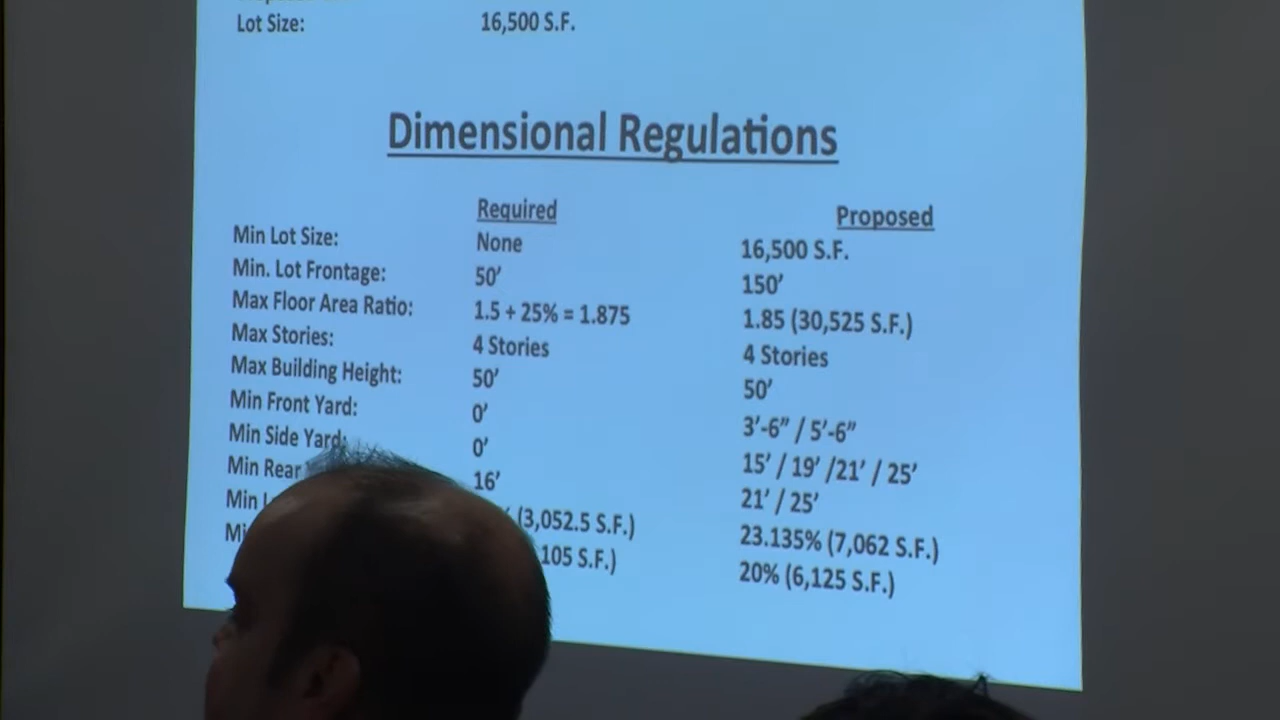 Lot Size: 16,500 S.F.
Dimensional Regulations
Required Proposed
Min Lot Size: None 16,500 S.F.
Min. Lot Frontage: 50′ 150′
Max Floor Area Ratio: 1.5 + 25% = 1.875 1.85 (30,525 S.F.)
Max Stories: 4 Stories 4 Stories
Max Building Height: 50′ 50′
Min Front Yard: 0′ 3′-6″ / 5′-6″
Min Side Yard: 0′ 15′ / 19′ /21′ / 25′
Min Rear 16′ 21′ / 25′
Min (3,052.5 S.F.) 23.135% (7,062 S.F.)
105 S.F.) 20% (6,125 S.F.)